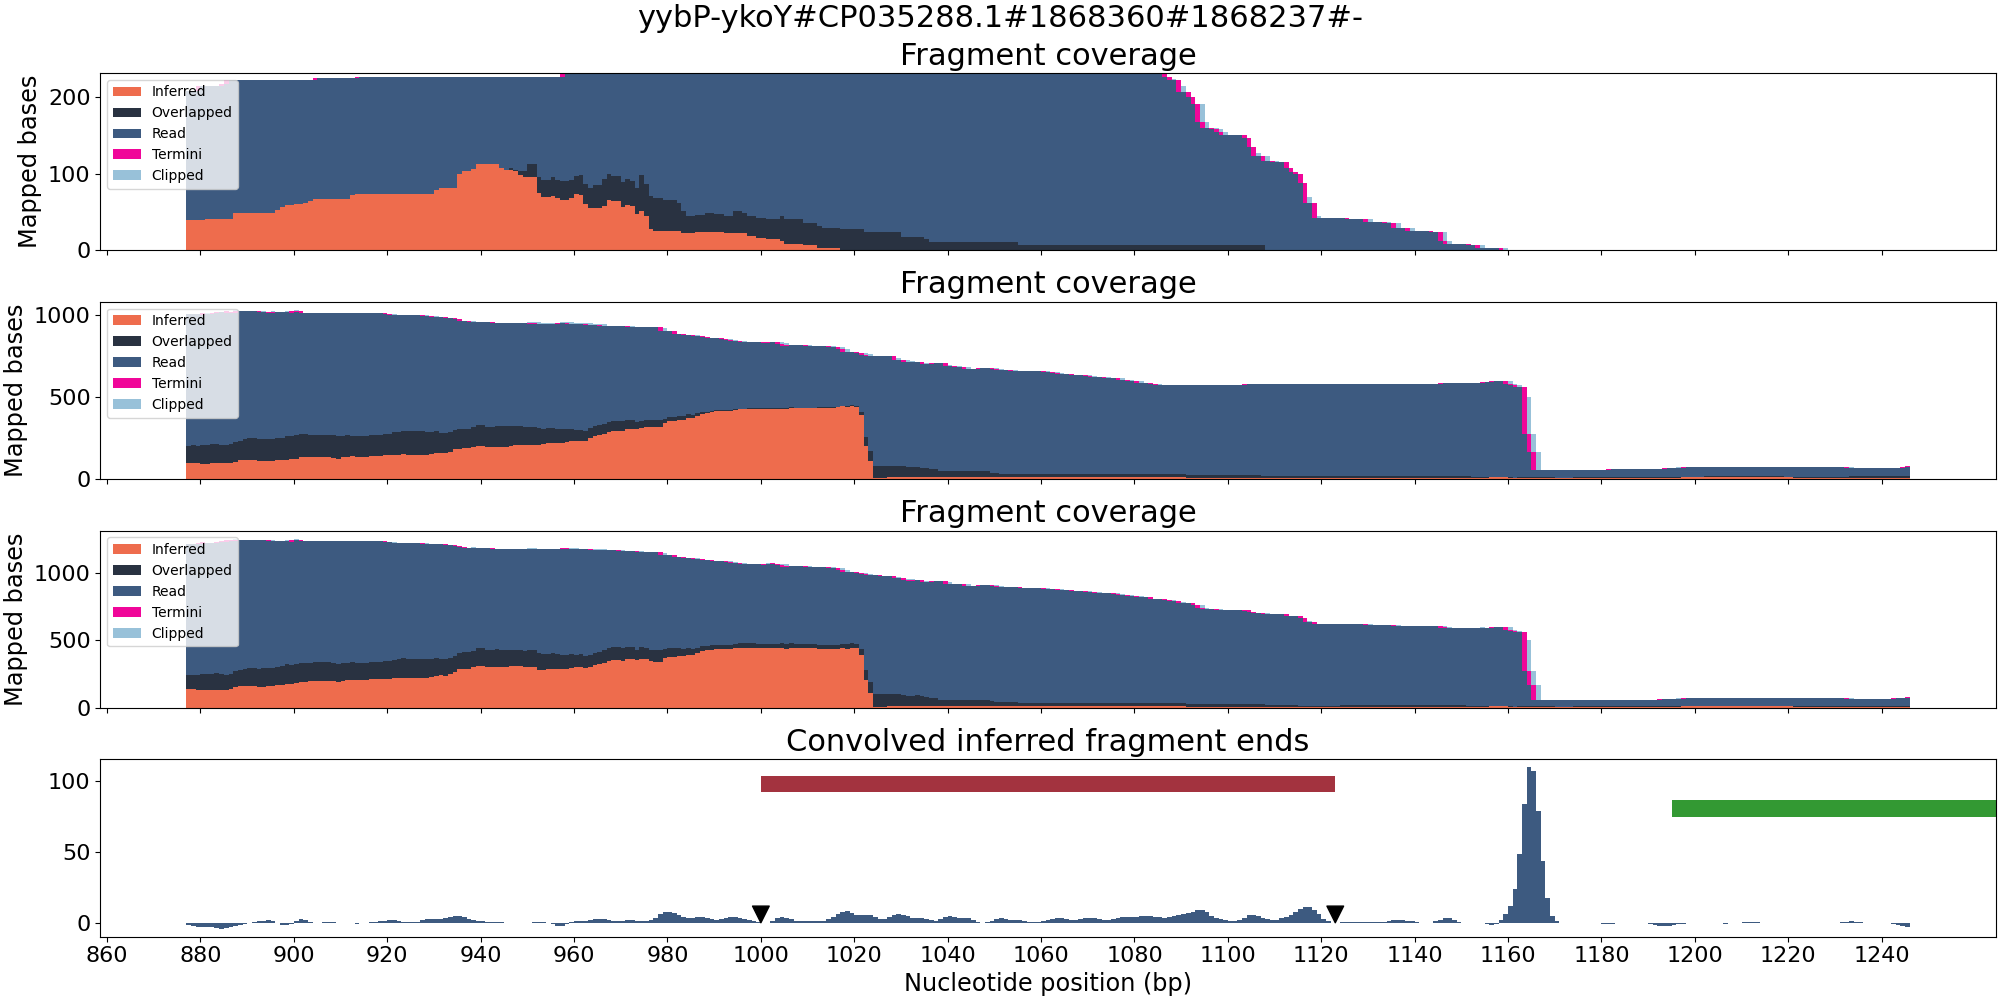 yybP-ykoY#CP035288.1#1868360#1868237#-
Fragment coverage
Mapped bases
200
100
0
Inferred
Overlapped
Read
Termini
Clipped
Fragment coverage
Mapped bases
1000
500
0
Inferred
Overlapped
Read
Termini
Clipped
Fragment coverage
Mapped bases
1000
500
0
Inferred
Overlapped
Read
Termini
Clipped
Convolved inferred fragment ends
100
50
0
860 880 900 920 940 960 980 1000 1020 1040 1060 1080 1100 1120 1140 1160 1180 1200 1220 1240
Nucleotide position (bp)